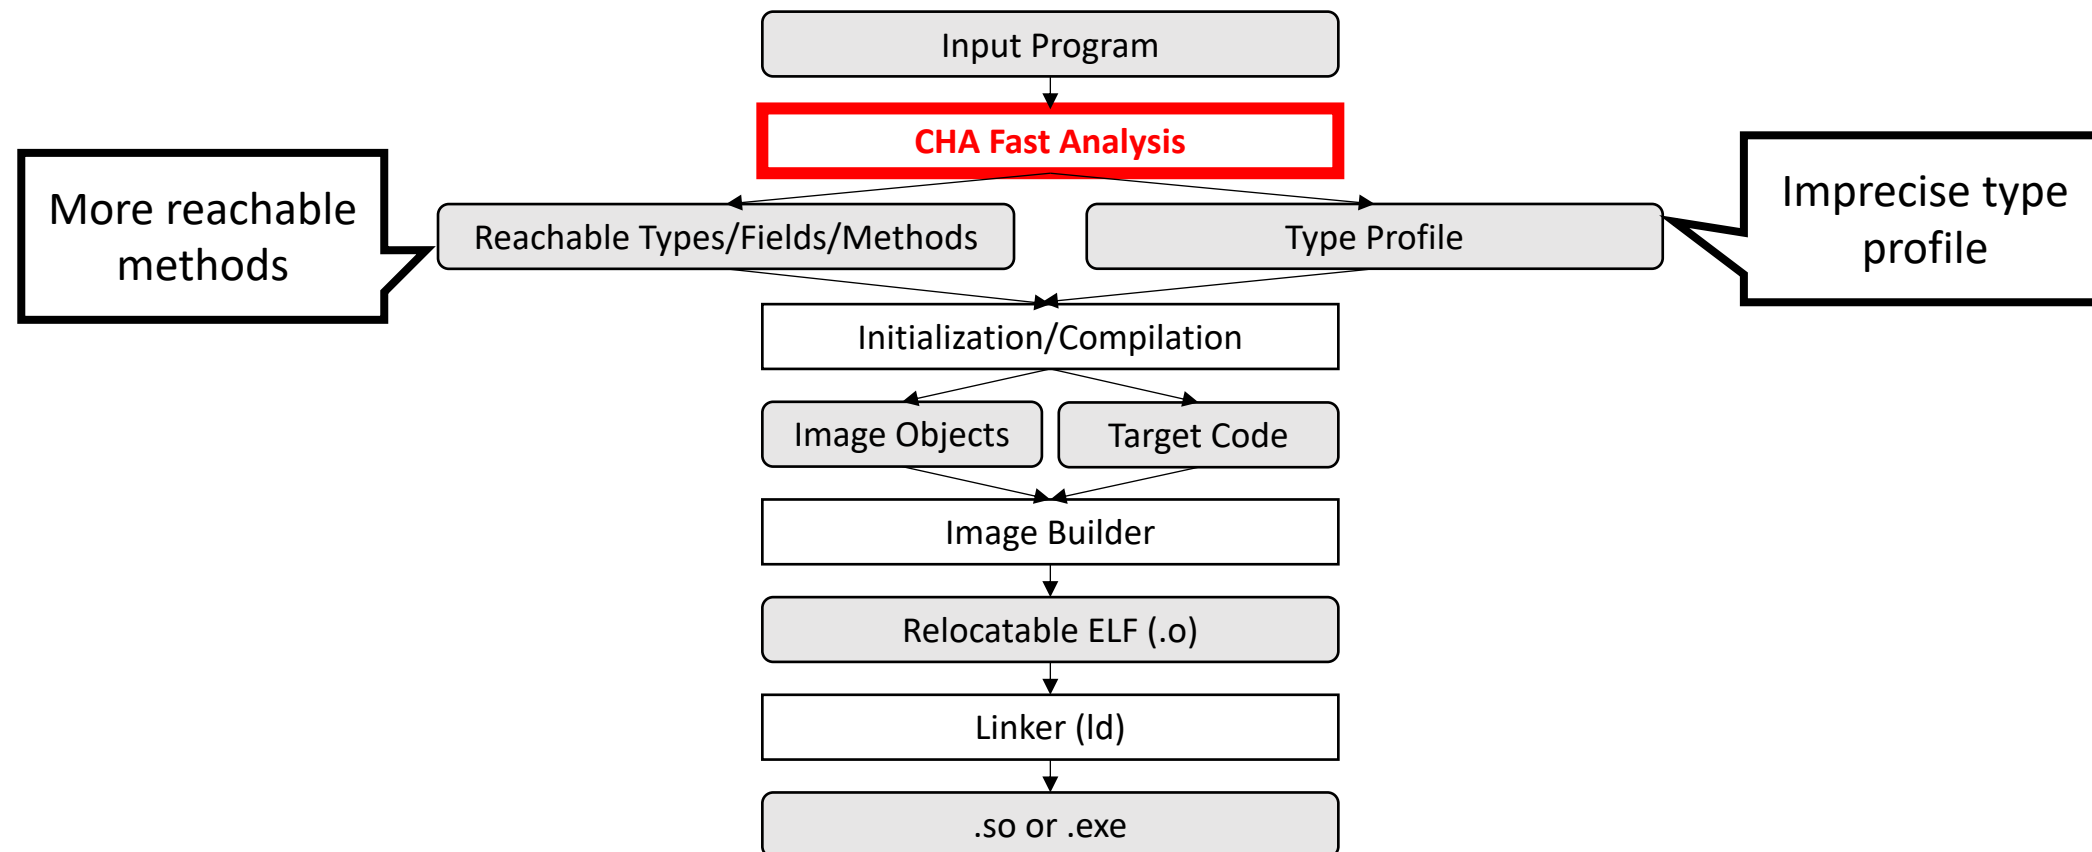 Input Program
CHA Fast Analysis
More reachable
methods
Imprecise type
profile
Reachable Types/Fields/Methods
Type Profile
Initialization/Compilation
Image Objects
Target Code
Image Builder
Relocatable ELF (.o)
Linker (ld)
.so or .exe